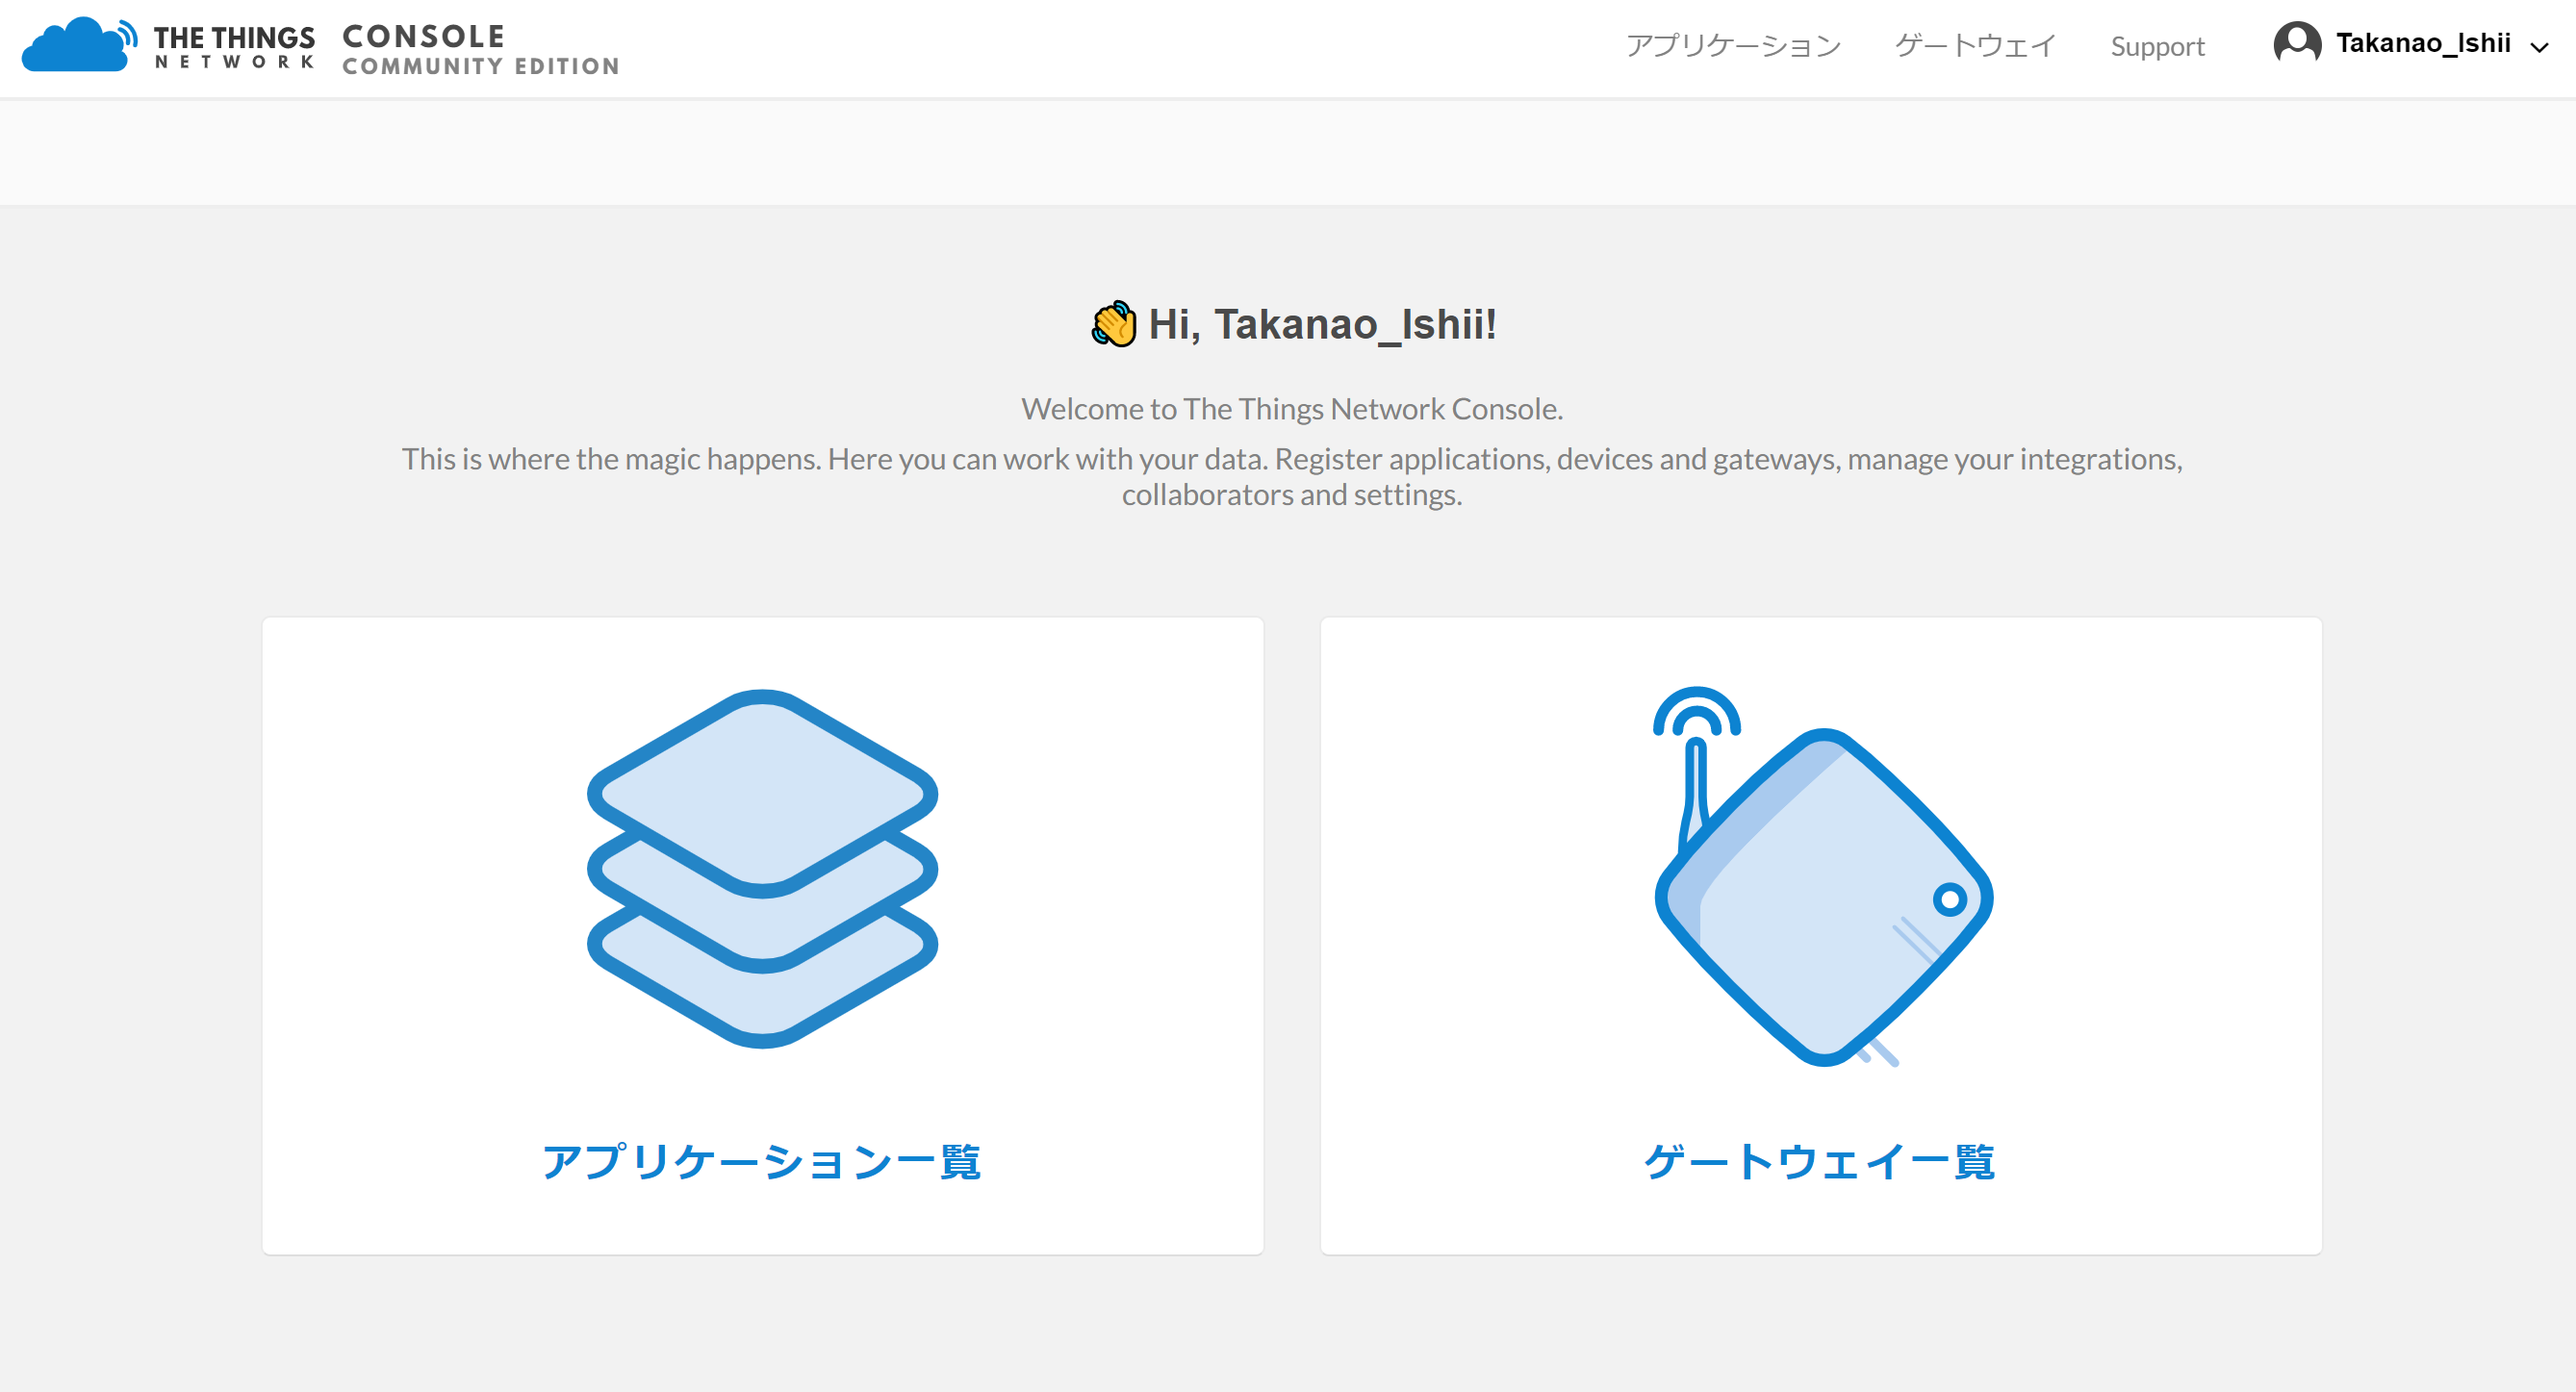 THE THINGS
NETWORK
CONSOLE
COMMUNITY EDITION
アプリケーション
ゲートウェイ
Support
Takanao_Ishii
👋 Hi, Takanao_Ishii!
Welcome to The Things Network Console.
This is where the magic happens. Here you can work with your data. Register applications, devices and gateways, manage your integrations,
collaborators and settings.
アプリケーション一覧
ゲートウェイ一覧